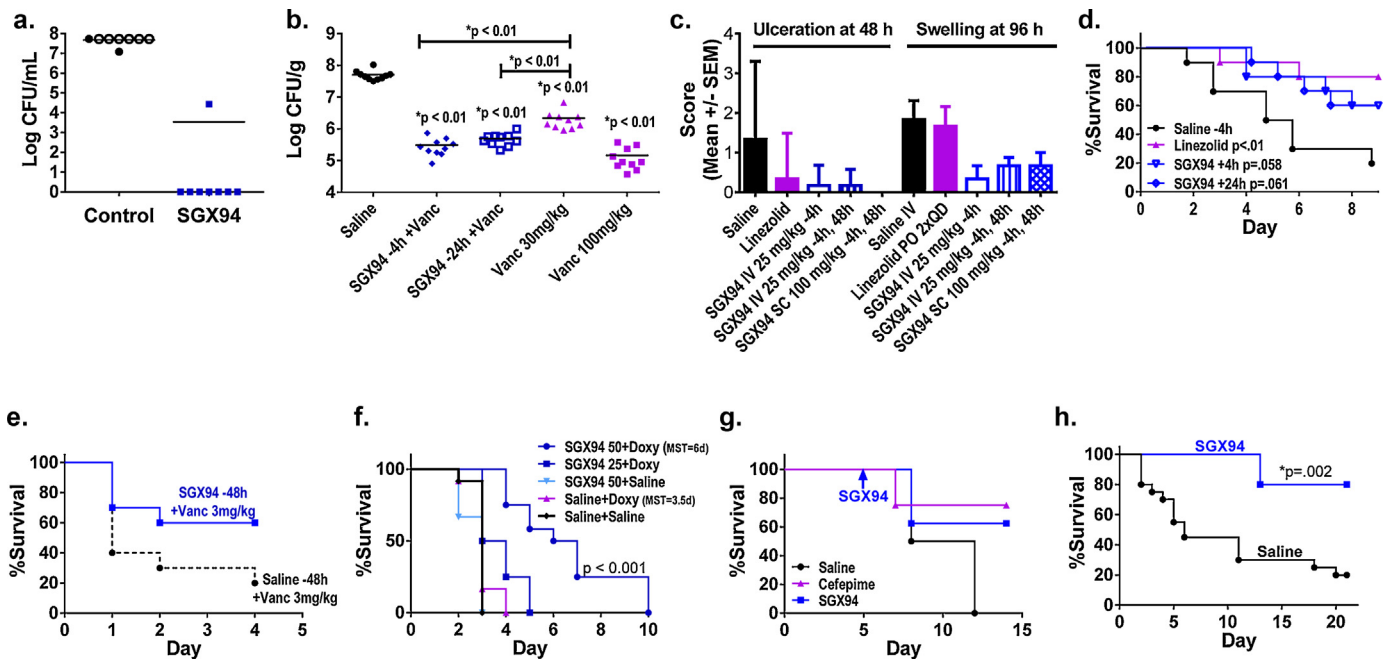 a.
Log CFU/mL
8
7
6
5
4
3
2
1
0
Control
SGX94
b.
Log CFU/g
9
8
7
6
5
4
*p < 0.01
*p < 0.01
*p < 0.01
*p < 0.01
*p < 0.01
*p < 0.01
Saline
SGX94 -4h +Vanc
SGX94 -24h +Vanc
Vanc 30mg/kg
Vanc 100mg/kg
c.
Ulceration at 48 h
Swelling at 96 h
Score
(Mean +/- SEM)
4
3
2
1
0
Saline
Linezolid
SGX94 IV 25 mg/kg -4h
SGX94 IV 25 mg/kg -4h, 48h
SGX94 SC 100 mg/kg -4h, 48h
Saline IV
Linezolid PO 2xQD
SGX94 IV 25 mg/kg -4h
SGX94 IV 25 mg/kg -4h, 48h
SGX94 SC 100 mg/kg -4h, 48h
d.
%Survival
100
80
60
40
20
0
Saline -4h
Linezolid p<.01
SGX94 +4h p=.058
SGX94 +24h p=.061
0 2 4 6 8
Day
e.
%Survival
100
80
60
40
20
0
SGX94 -48h
+Vanc 3mg/kg
Saline -48h
+Vanc 3mg/kg
0 1 2 3 4 5
Day
f.
SGX94 50+Doxy (MST=6d)
SGX94 25+Doxy
SGX94 50+Saline
Saline+Doxy (MST=3.5d)
Saline+Saline
%Survival
100
50
0
p < 0.001
0 2 4 6 8 10
Day
g.
%Survival
100
80
60
40
20
0
SGX94
Saline
Cefepime
SGX94
0 5 10 15
Day
h.
%Survival
100
80
60
40
20
0
SGX94
*p=.002
Saline
0 5 10 15 20
Day